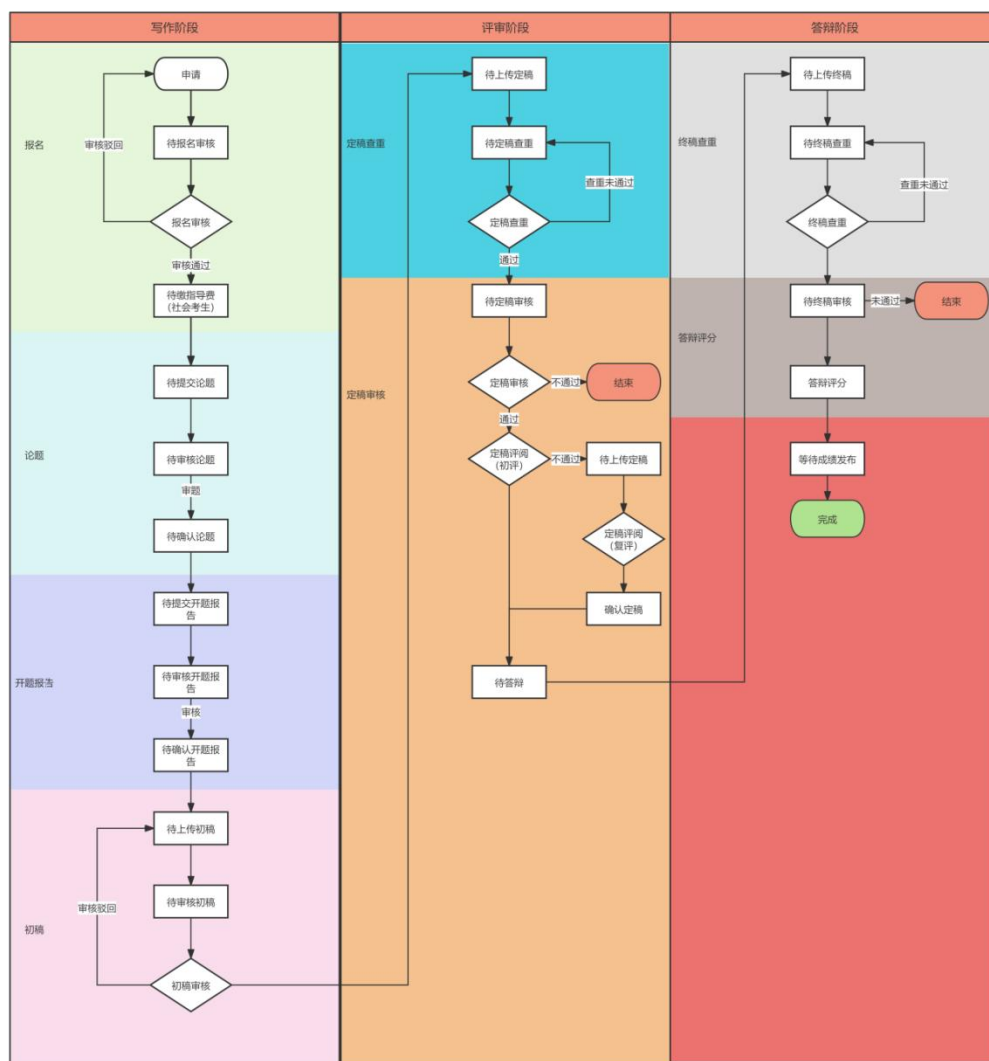 写作阶段
评审阶段
答辩阶段
报名
申请
审核驳回
待报名审核
报名审核
审核通过
待缴指导费
(社会考生)
论题
待提交论题
待审核论题
审题
待确认论题
开题报告
待提交开题报
告
待审核开题报
告
审核
待确认开题报
告
初稿
待上传初稿
审核驳回
待审核初稿
初稿审核
定稿查重
待上传定稿
待定稿查重
查重未通过
定稿查重
通过
定稿审核
待定稿审核
定稿审核
不通过
结束
通过
定稿评阅
(初评)
不通过
待上传定稿
定稿评阅
(复评)
确认定稿
待答辩
终稿查重
待上传终稿
待终稿查重
查重未通过
终稿查重
答辩评分
待终稿审核
未通过
结束
答辩评分
等待成绩发布
完成